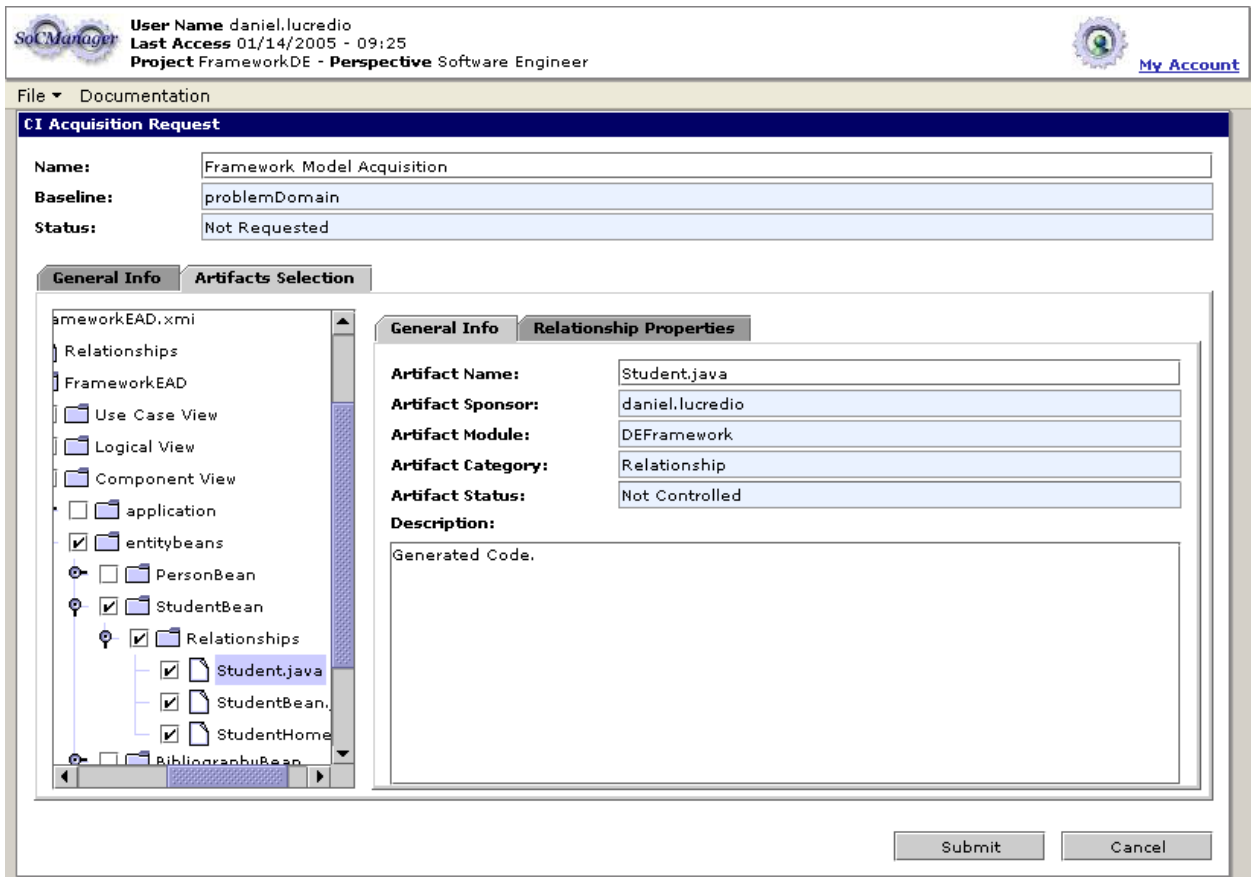 SoCManager
User Name daniel.lucredio
Last Access 01/14/2005 - 09:25
Project FrameworkDE - Perspective Software Engineer
My Account
File Documentation
CI Acquisition Request
Name: Framework Model Acquisition
Baseline: problemDomain
Status: Not Requested
General Info Artifacts Selection
ameworkEAD.xmi
Relationships
FrameworkEAD
Use Case View
Logical View
Component View
application
entitybeans
PersonBean
StudentBean
Relationships
Student.java
StudentBean.
StudentHome
BibliographyBean
General Info Relationship Properties
Artifact Name: Student.java
Artifact Sponsor: daniel.lucredio
Artifact Module: DEFramework
Artifact Category: Relationship
Artifact Status: Not Controlled
Description:
Generated Code.
Submit Cancel